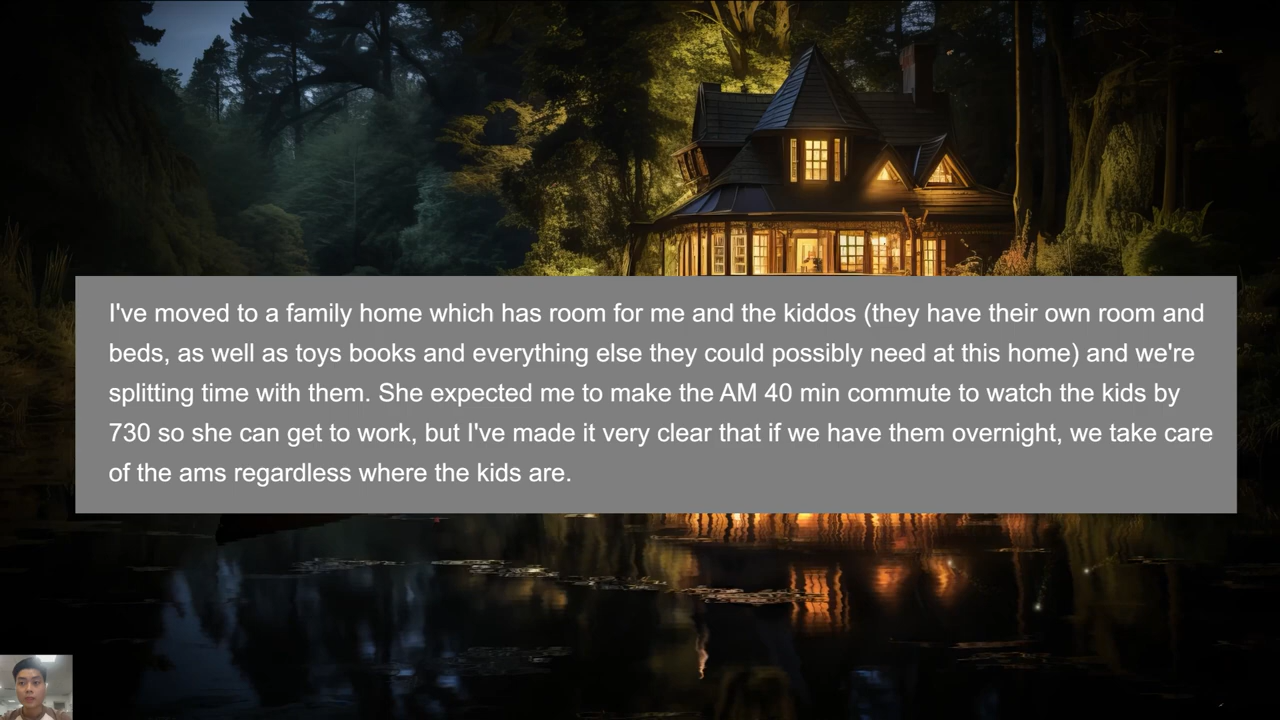 I've moved to a family home which has room for me and the kiddos (they have their own room and
beds, as well as toys books and everything else they could possibly need at this home) and we're
splitting time with them. She expected me to make the AM 40 min commute to watch the kids by
730 so she can get to work, but I've made it very clear that if we have them overnight, we take care
of the ams regardless where the kids are.